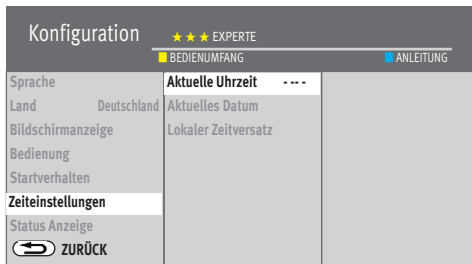 Konfiguration ★ ★ ★ EXPERTE
BEDIENUMFANG ANLEITUNG
Sprache Aktuelle Uhrzeit - -- -
Land Deutschland Aktuelles Datum
Bildschirmanzeige Lokaler Zeitversatz
Bedienung
Startverhalten
Zeiteinstellungen
Status Anzeige
ZURÜCK